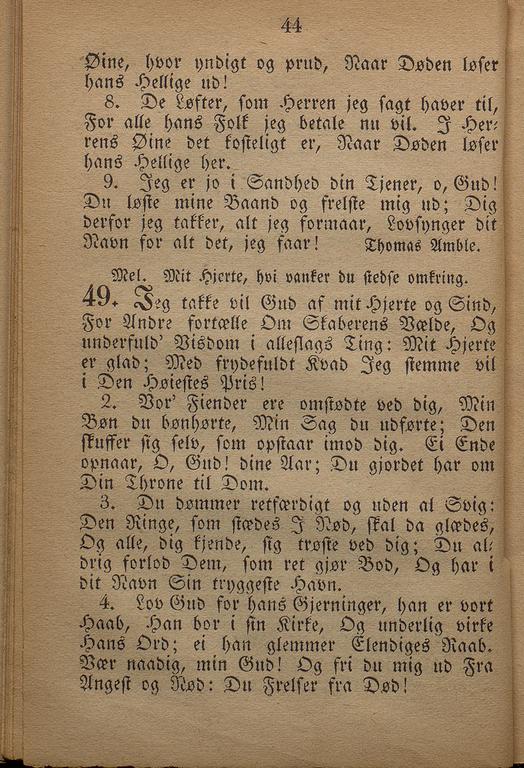 44
Øine, hvor yndigt og prud, Naar Døden løser
hans Hellige ud!
8. De Løfter, som Herren jeg sagt haver til,
For alle hans Folk jeg betale nu vil. I Her-
rens Øine det kosteligt er, Naar Døden løser
hans Hellige her.
9. Jeg er jo i Sandhed din Tjener, o, Gud!
Du løste mine Baand og frelste mig ud; Dig
derfor jeg takker, alt jeg formaar, Lovsynger dit
Navn for alt det, jeg faar! Thomas Amble.
Mel. Mit Hjerte, hvi vanker du stedse omkring.
49. Jeg takke vil Gud af mit Hjerte og Sind,
For Andre fortælle Om Skaberens Vælde, Og
underfuld' Visdom i alleslags Ting: Mit Hjerte
er glad; Med frydefuldt Kvad Jeg stemme vil
i Den Høiestes Pris!
2. Vor' Fiender ere omstødte ved dig, Min
Bøn du bønhørte, Min Sag du udførte; Den
skuffer sig selv, som opstaar imod dig. Ei Ende
opnaar, O, Gud! dine Aar; Du gjordet har om
Din Throne til Dom.
3. Du dømmer retfærdigt og uden al Svig:
Den Ringe, som stædes I Nød, skal da glædes,
Og alle, dig kjende, sig trøste ved dig; Du al-
drig forlod Dem, som ret gjør Bod, Og har i
dit Navn Sin tryggeste Havn.
4. Lov Gud for hans Gjerninger, han er vort
Haab, Han bor i sin Kirke, Og underlig virke
Hans Ord; ei han glemmer Elendiges Raab.
Vær naadig, min Gud! Og fri du mig ud Fra
Angest og Nød: Du Frelser fra Død!